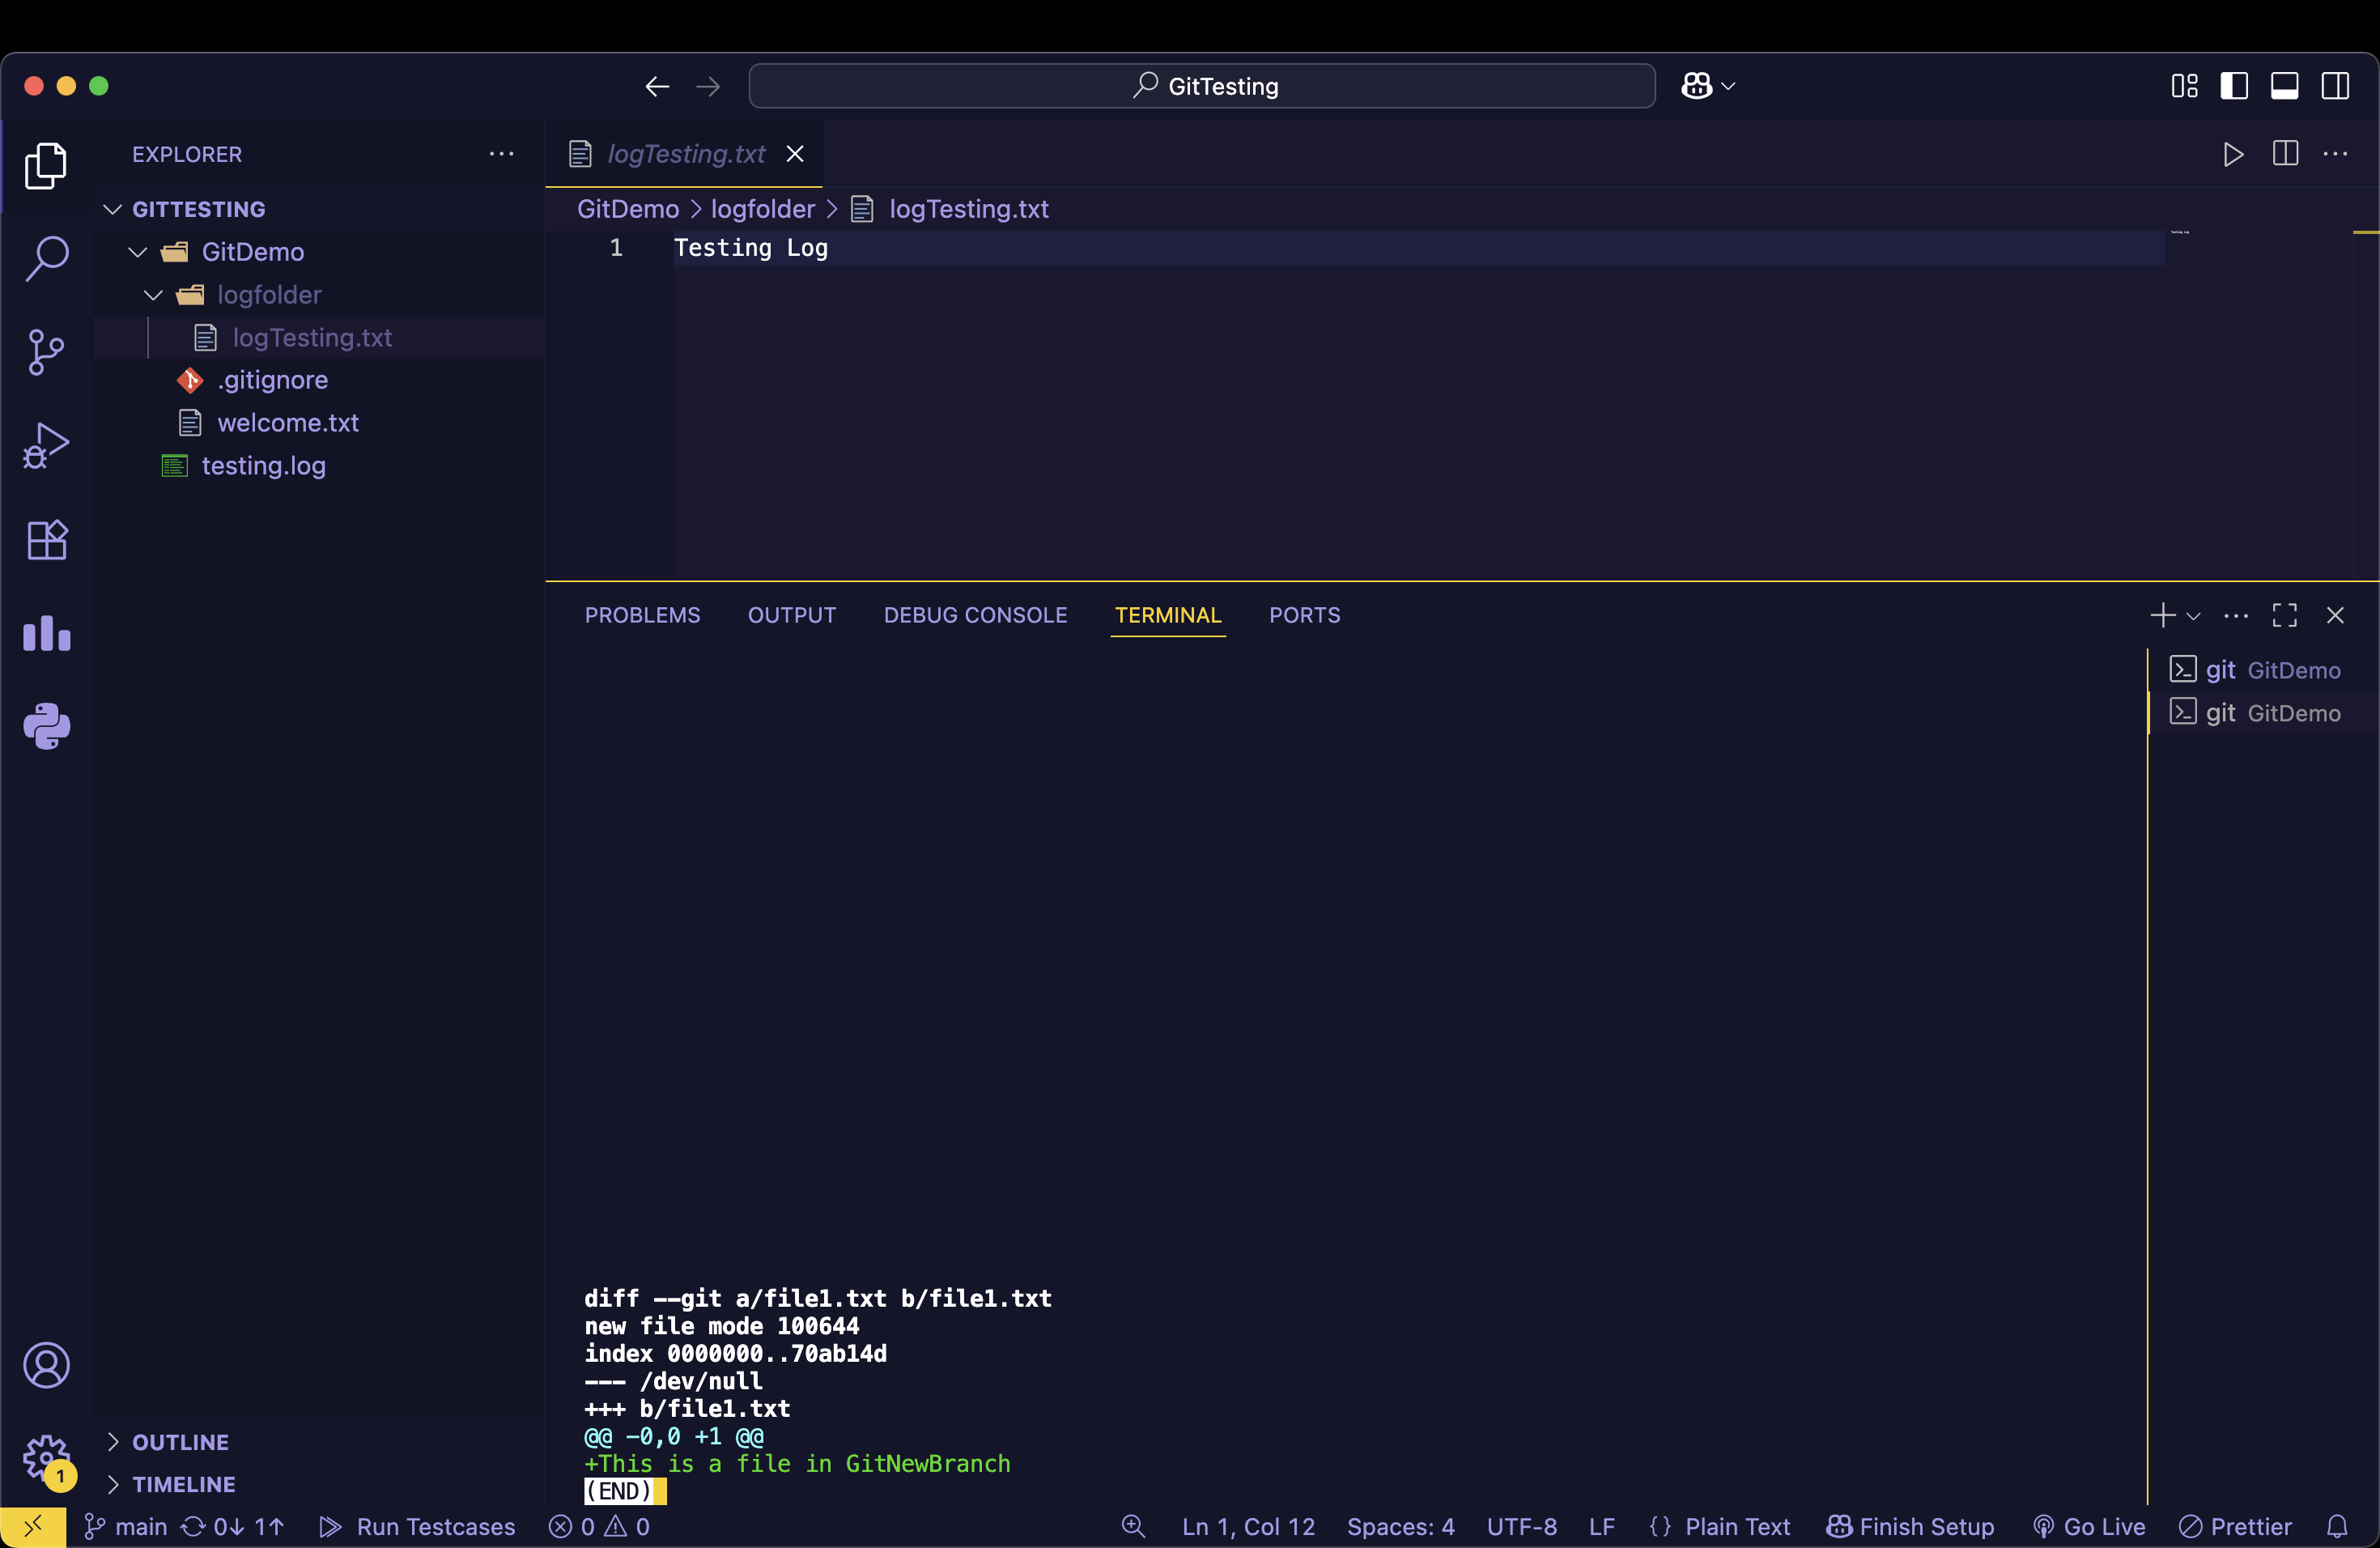 GitTesting
EXPLORER
GITTESTING
GitDemo
logfolder
logTesting.txt
.gitignore
welcome.txt
testing.log
OUTLINE
TIMELINE
1
logTesting.txt
GitDemo > logfolder > logTesting.txt
1 Testing Log
Testing Log
PROBLEMS OUTPUT DEBUG CONSOLE TERMINAL PORTS
git GitDemo
git GitDemo
diff --git a/file1.txt b/file1.txt
new file mode 100644
index 0000000..70ab14d
--- /dev/null
+++ b/file1.txt
@@ -0,0 +1 @@
+This is a file in GitNewBranch
(END)
main 0↓ 1↑ Run Testcases 0 0 Ln 1, Col 12 Spaces: 4 UTF-8 LF {} Plain Text Finish Setup Go Live Prettier